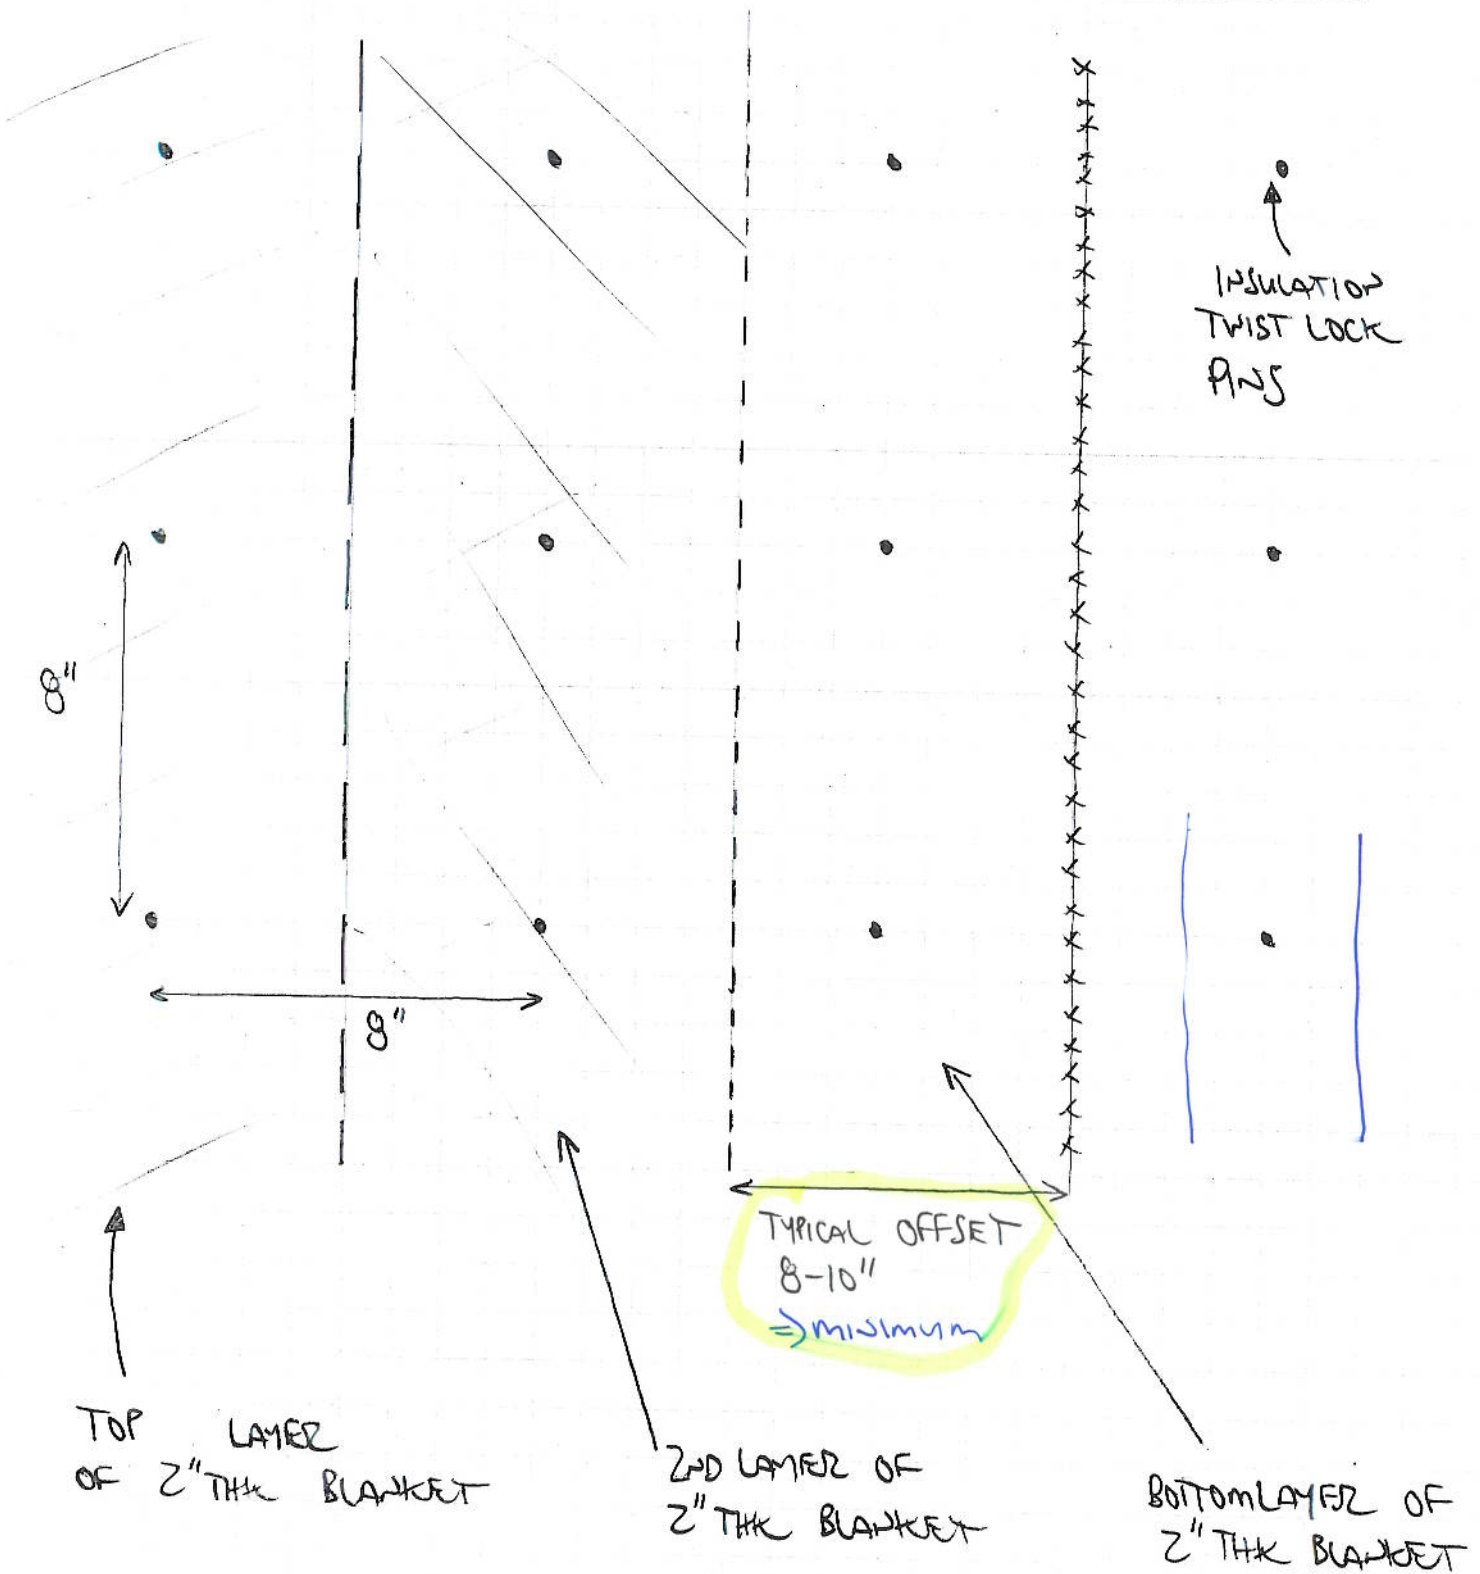 INSULATION
TWIST LOCK
PINS
8"
8"
TYPICAL OFFSET
8-10"
=> MINIMUM
TOP LAYER
OF 2" THK BLANKET
2ND LAYER OF
2" THK BLANKET
BOTTOM LAYER OF
2" THK BLANKET